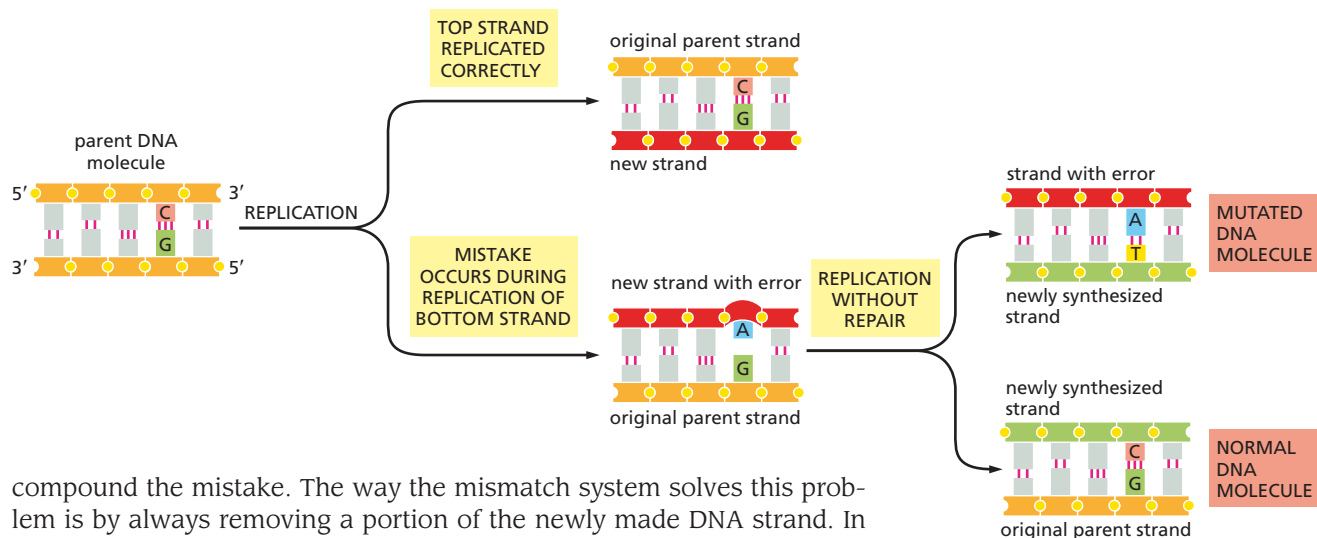 TOP STRAND
REPLICATED
CORRECTLY
original parent strand
C
G
new strand
parent DNA
molecule
5′
3′
C
G
3′
5′
REPLICATION
MISTAKE
OCCURS DURING
REPLICATION OF
BOTTOM STRAND
new strand with error
A
G
original parent strand
REPLICATION
WITHOUT
REPAIR
strand with error
A
T
newly synthesized
strand
MUTATED
DNA
MOLECULE
newly synthesized
strand
C
G
original parent strand
NORMAL
DNA
MOLECULE
compound the mistake. The way the mismatch system solves this prob-
lem is by always removing a portion of the newly made DNA strand. In